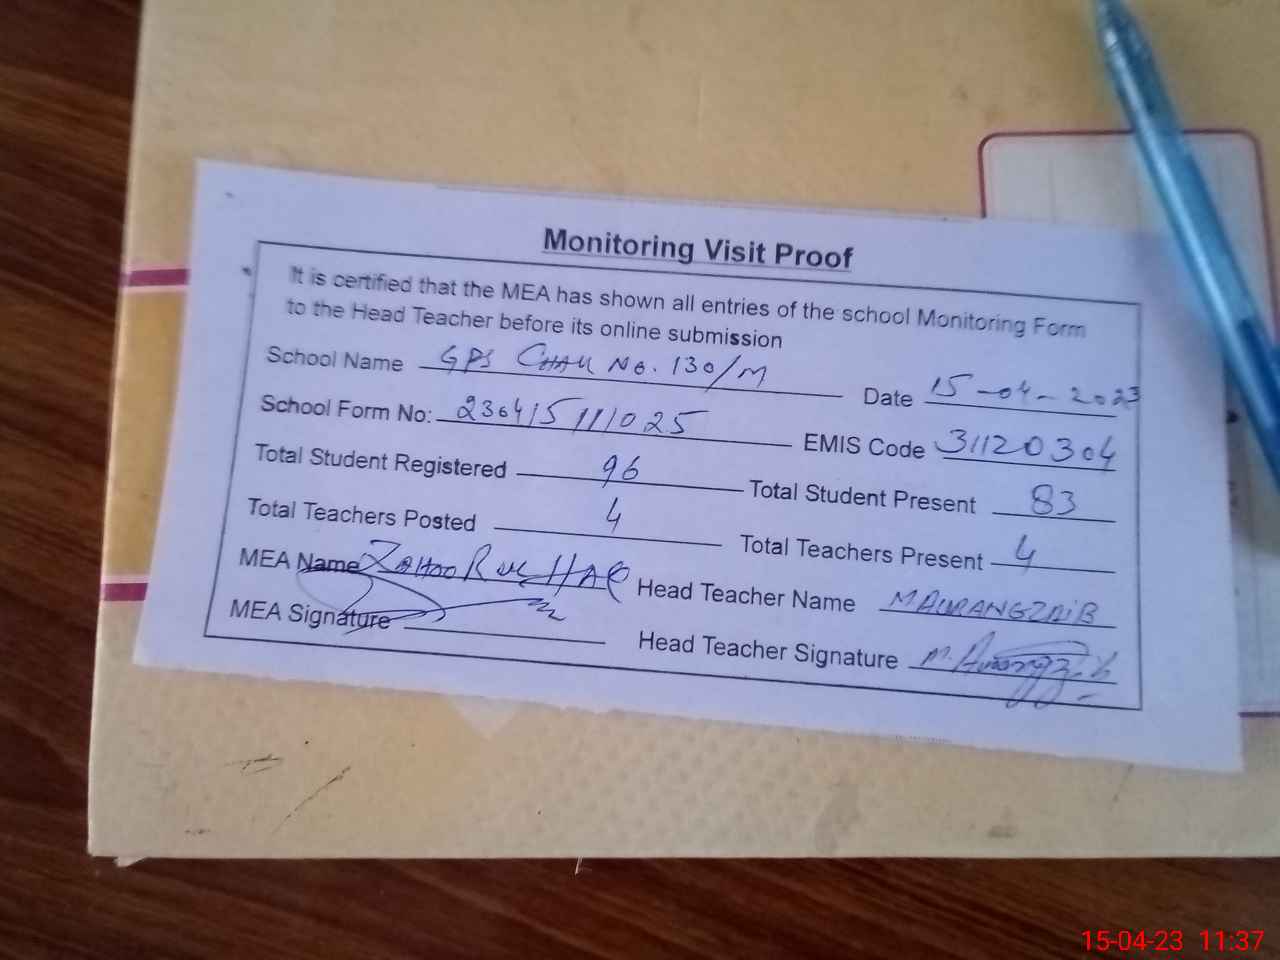 Monitoring Visit Proof
It is certified that the MEA has shown all entries of the school Monitoring Form
to the Head Teacher before its online submission
School Name GPS CHAK NO. 130/M Date 15-04-2023
School Form No: 230415111025 EMIS Code 31120304
Total Student Registered 96 Total Student Present 83
Total Teachers Posted 4 Total Teachers Present 4
MEA Name ZAHOOR UL HAQ Head Teacher Name M AURANGZAIB
MEA Signature Head Teacher Signature M. Aurangzaib
15-04-23 11:37